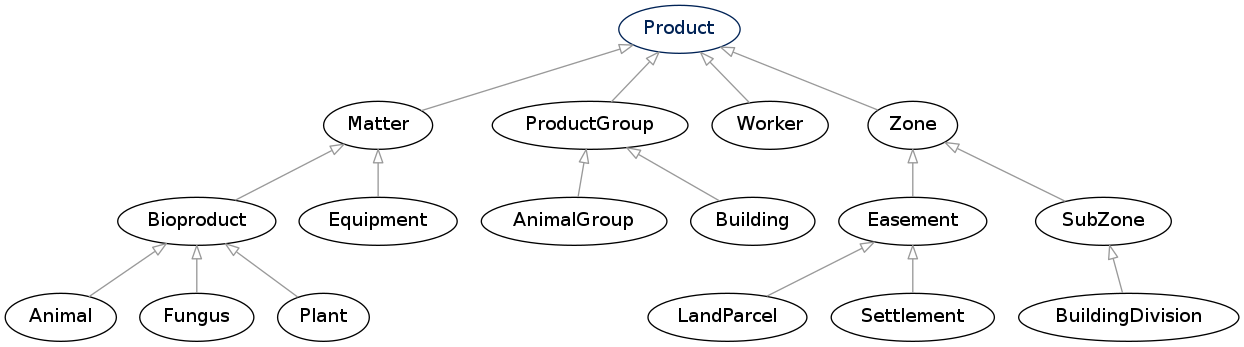 Product
Matter
ProductGroup
Worker
Zone
Bioproduct
Equipment
AnimalGroup
Building
Easement
SubZone
Animal
Fungus
Plant
LandParcel
Settlement
BuildingDivision